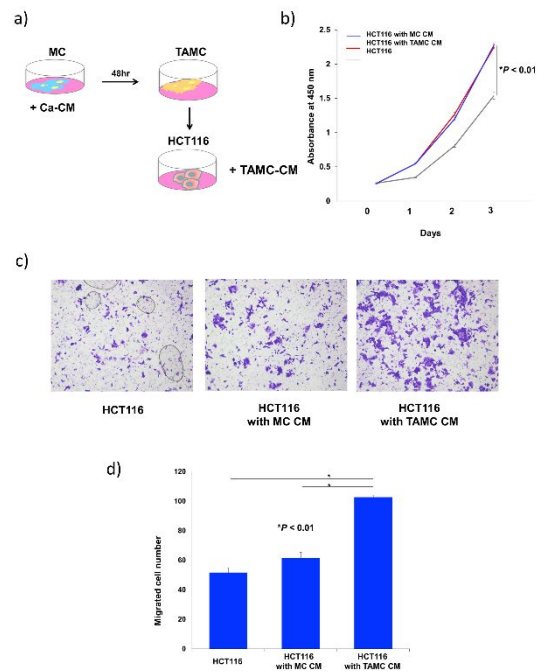 a)
MC
48hr
TAMC
+ Ca-CM
HCT116
+ TAMC-CM
b)
HCT116 with MC CM
HCT116 with TAMC CM
HCT116
*P < 0.01
Absorbance at 450 nm
2.5
2
1.5
1
0.5
0
0 1 2 3
Days
c)
HCT116
HCT116
with MC CM
HCT116
with TAMC CM
d)
Migrated cell number
120
100
80
60
40
20
0
*
*
*P < 0.01
HCT116
HCT116
with MC CM
HCT116
with TAMC CM